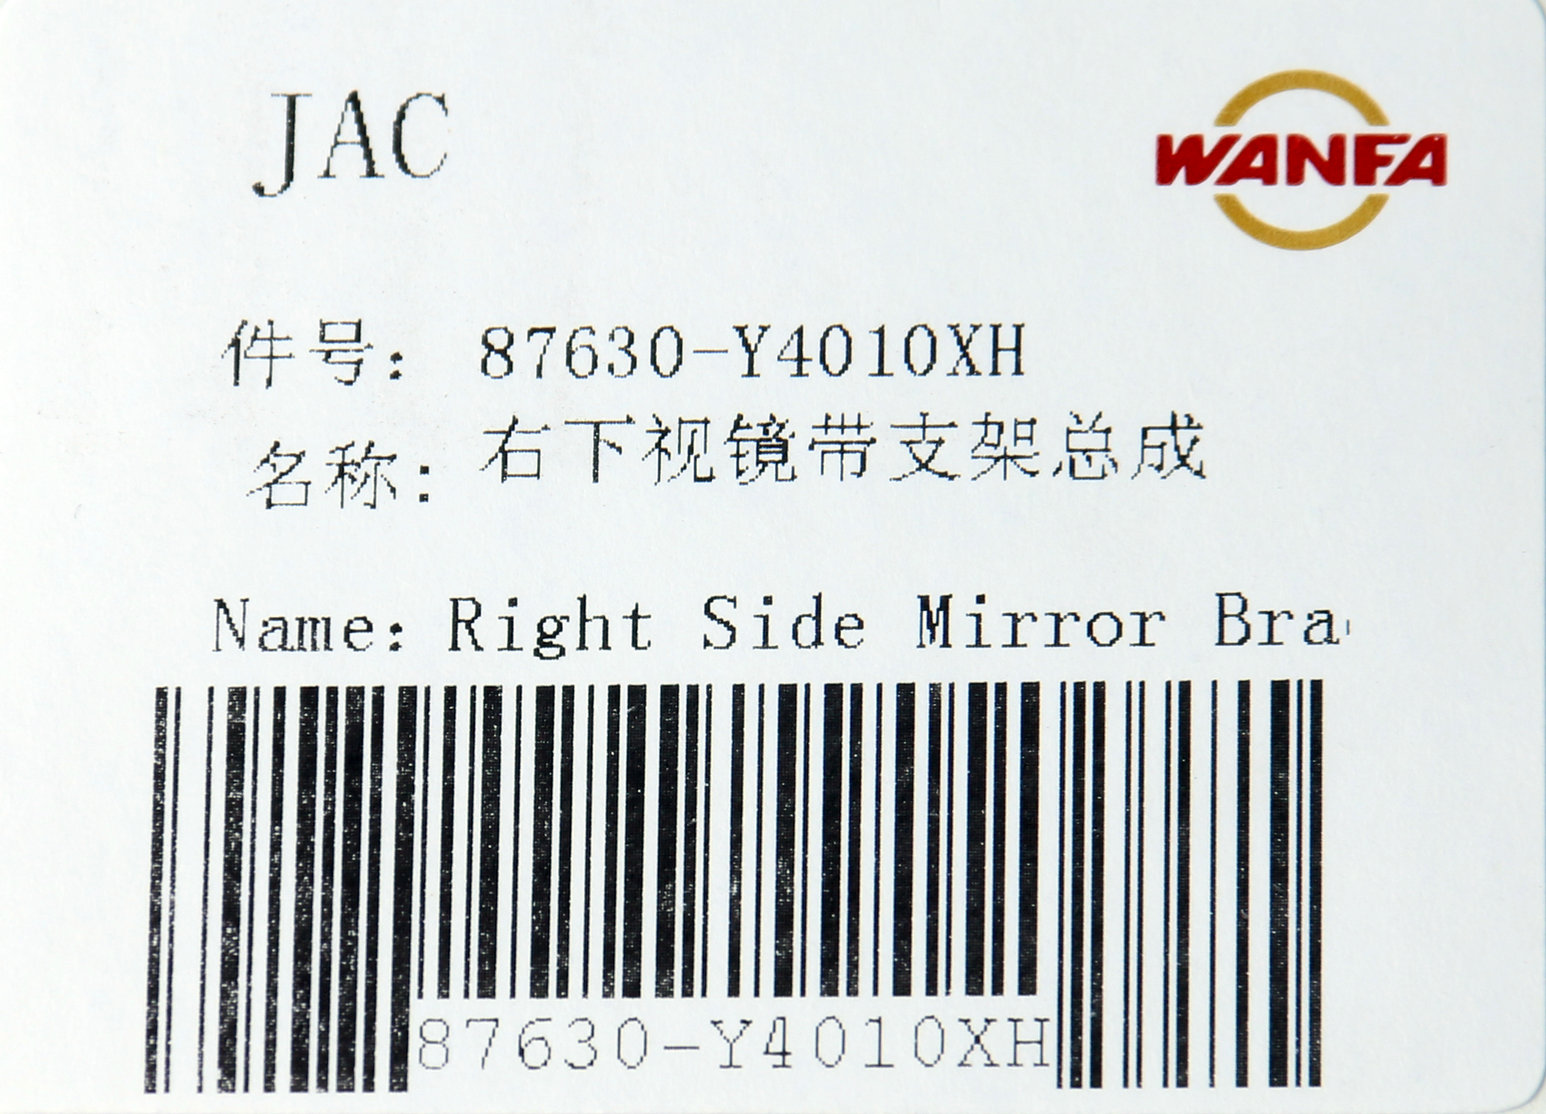 JAC
WANFA
件号: 87630-Y4010XH
名称: 右下视镜带支架总成
Name: Right Side Mirror Bra
87630-Y4010XH